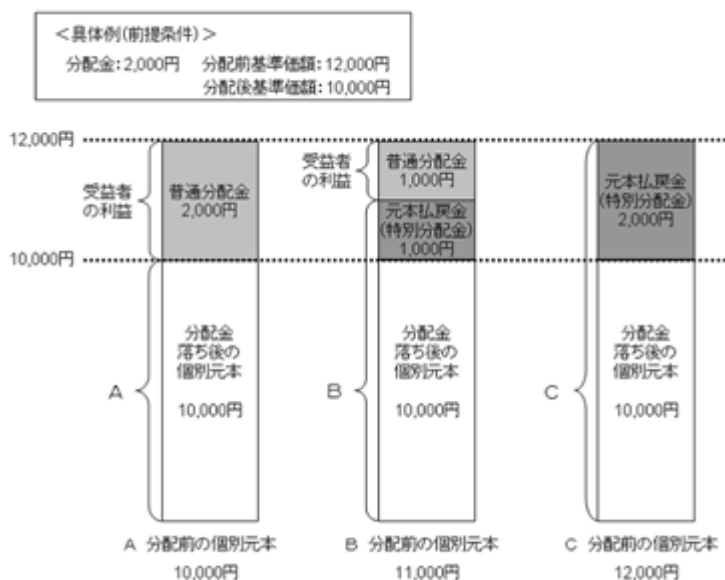 ＜具体例(前提条件)＞
分配金:2,000円　分配前基準価額:12,000円
分配後基準価額:10,000円
12,000円
10,000円
受益者
の利益
普通分配金
2,000円
A
分配金
落ち後の
個別元本
10,000円
A 分配前の個別元本
10,000円
受益者
の利益
普通分配金
1,000円
元本払戻金
(特別分配金)
1,000円
B
分配金
落ち後の
個別元本
10,000円
B 分配前の個別元本
11,000円
元本払戻金
(特別分配金)
2,000円
C
分配金
落ち後の
個別元本
10,000円
C 分配前の個別元本
12,000円